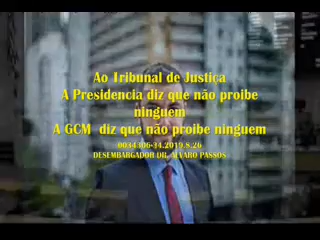 Ao Tribunal de Justiça
A Presidencia diz que não proibe
ninguem
A GCM diz que não proibe ninguem
0034306-34.2019.8.26
DESEMBARGADOR DR. ALVARO PASSOS